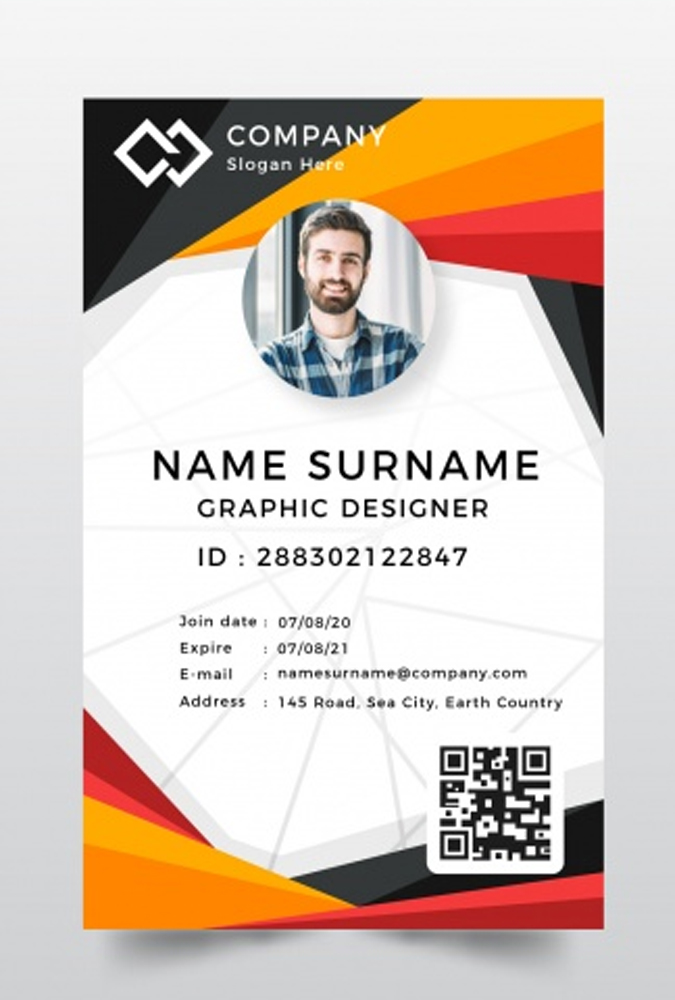 COMPANY
Slogan Here
NAME SURNAME
GRAPHIC DESIGNER
ID : 288302122847
Join date : 07/08/20
Expire : 07/08/21
E-mail : namesurname@company.com
Address : 145 Road, Sea City, Earth Country